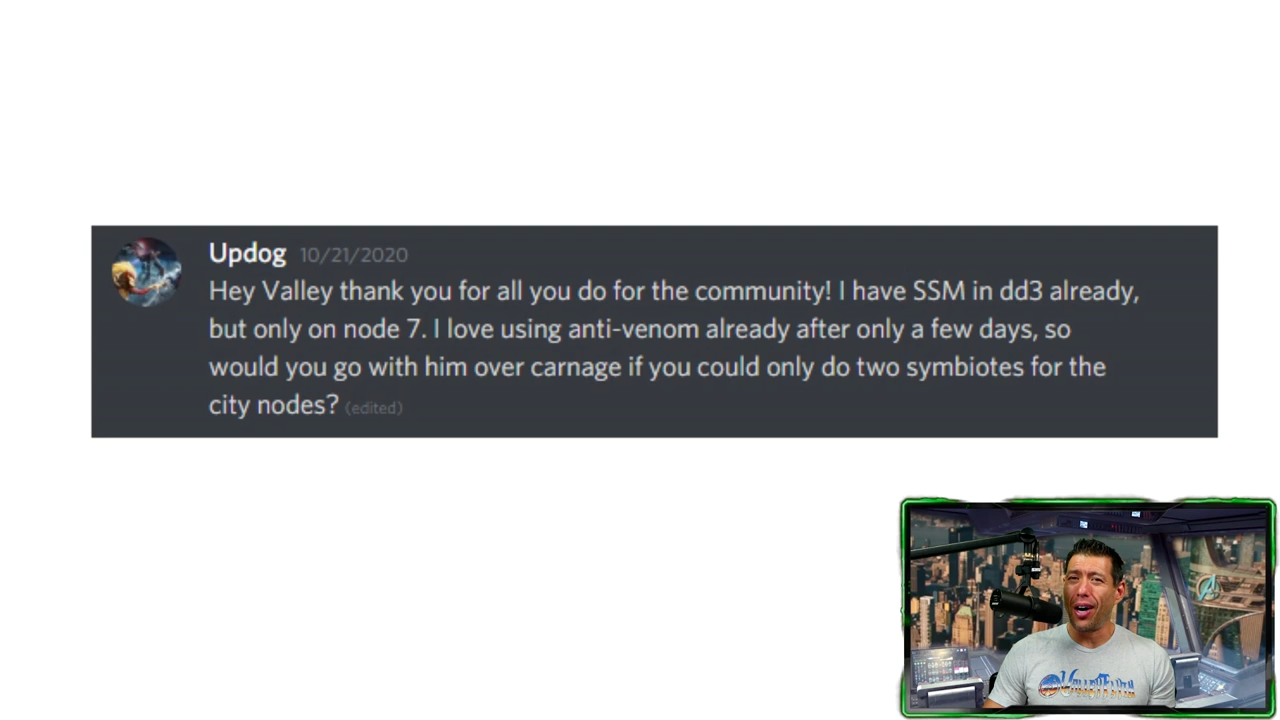 Updog 10/21/2020
Hey Valley thank you for all you do for the community! I have SSM in dd3 already,
but only on node 7. I love using anti-venom already after only a few days, so
would you go with him over carnage if you could only do two symbiotes for the
city nodes? (edited)
VALLEYFLYIN